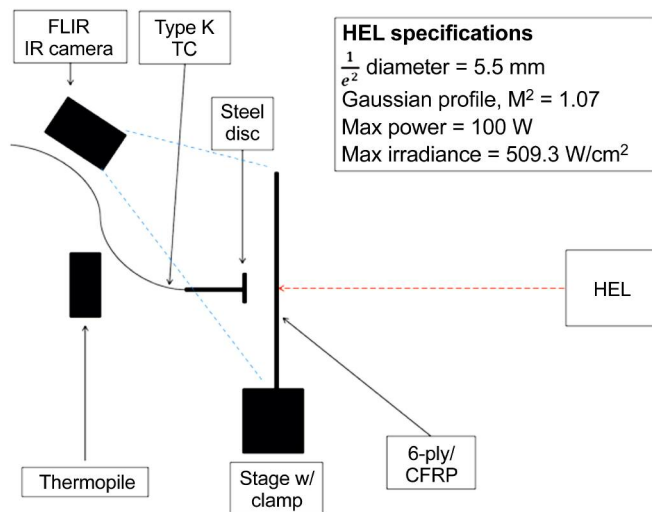 FLIR
IR camera
Type K
TC
Steel
disc
HEL specifications
1/e² diameter = 5.5 mm
Gaussian profile, M² = 1.07
Max power = 100 W
Max irradiance = 509.3 W/cm²
HEL
Thermopile
Stage w/
clamp
6-ply/
CFRP